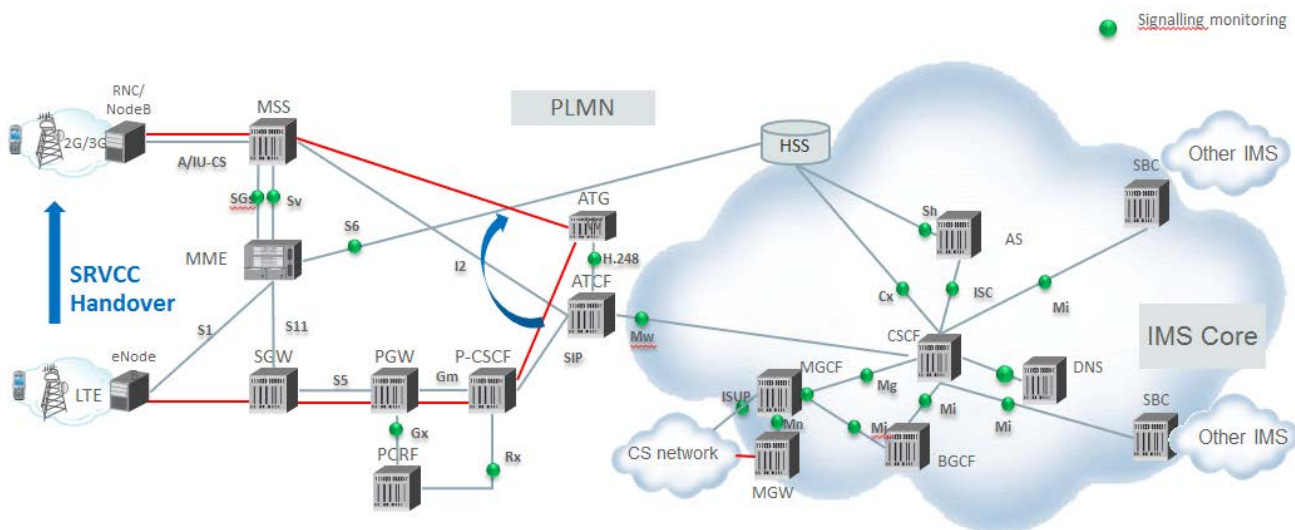 Signalling monitoring
RNC/
NodeB
MSS
PLMN
HSS
Other IMS
SBC
2G/3G
A/IU-CS
SGs
Sv
ATG
Sh
AS
S6
MME
H.248
I2
SRVCC
Handover
ATCF
Cx
ISC
Mi
S1
S11
Mw
CSCF
IMS Core
SIP
eNode
B
SGW
PGW
P-CSCF
MGCF
DNS
LTE
S5
Gm
Mg
ISUP
Mi
Mi
SBC
Gx
Mn
Mj
Other IMS
PCRF
Rx
CS network
BGCF
MGW